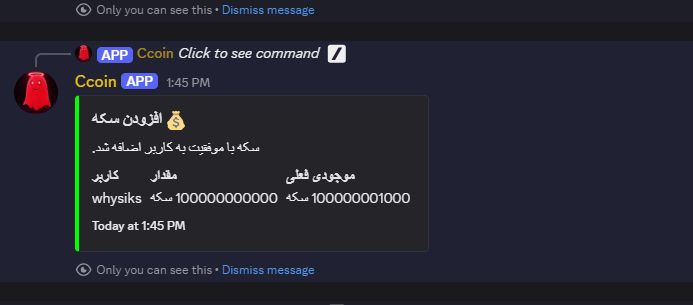 Only you can see this • Dismiss message
APP Ccoin Click to see command
Ccoin APP 1:45 PM
افزودن سکه
سکه با موفقیت به کاربر اضافه شد.
کاربر مقدار موجودی فعلی
whysiks 100000000000 سکه 100000001000 سکه
Today at 1:45 PM
Only you can see this • Dismiss message